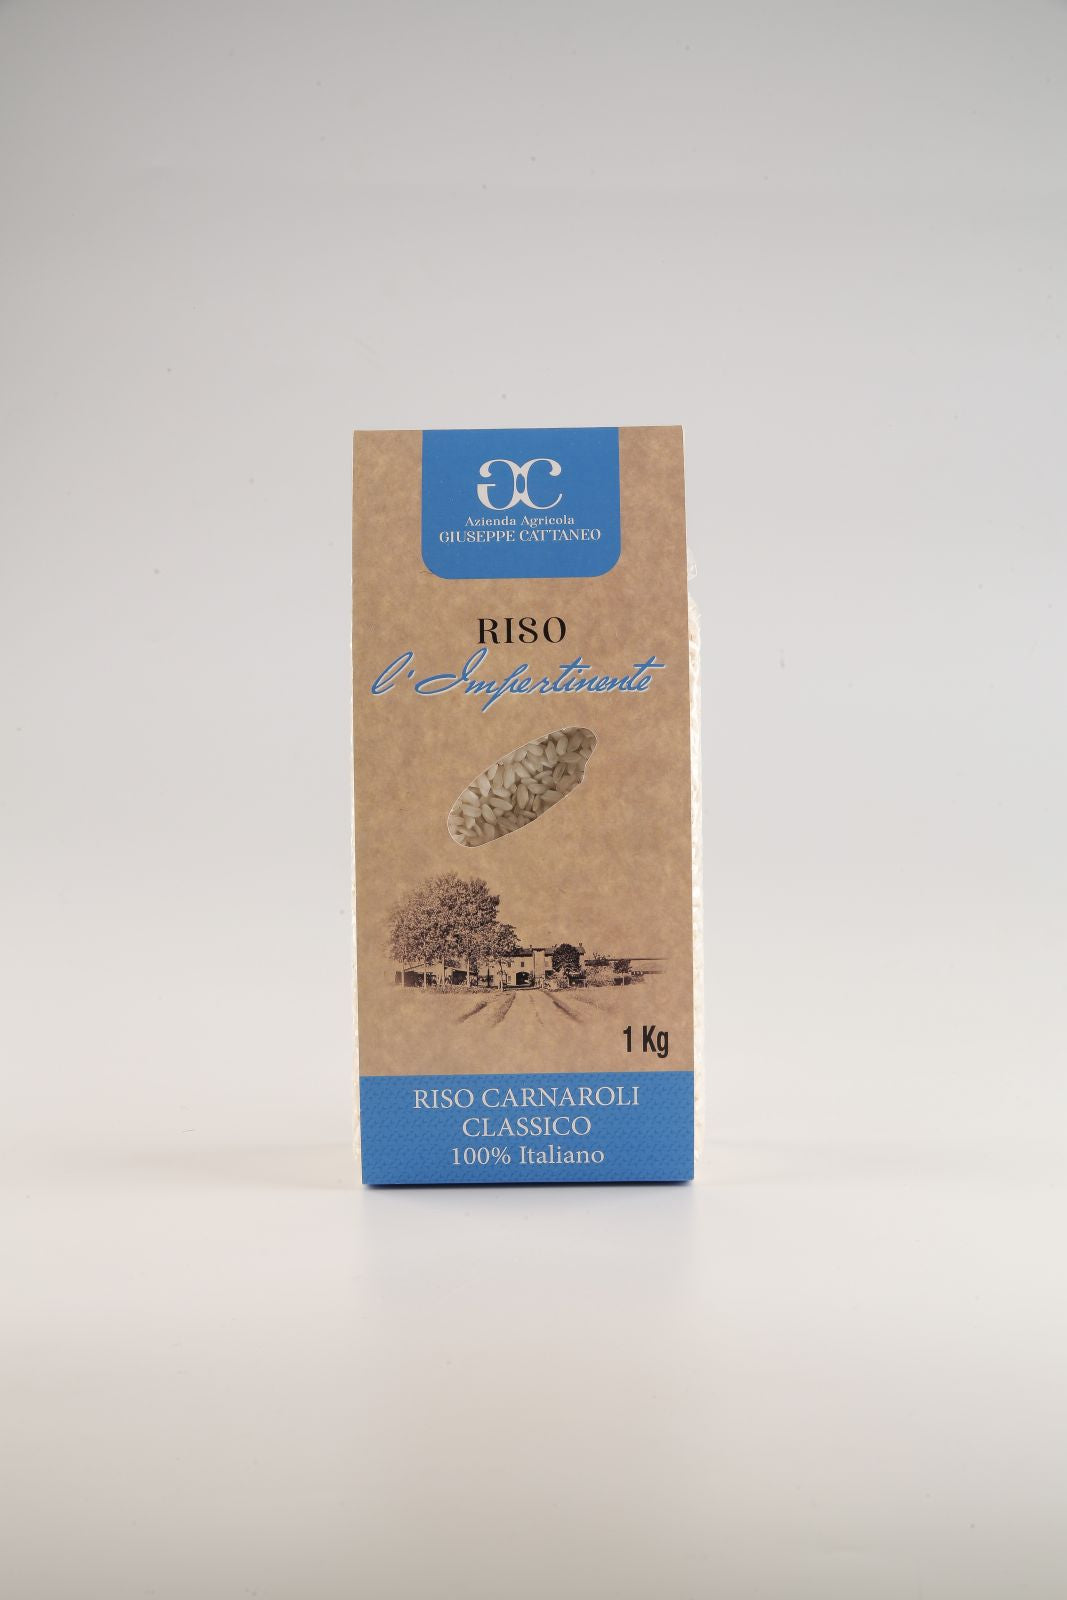 GC
Azienda Agricola
GIUSEPPE CATTANEO
RISO
l'Impertinente
1 Kg
RISO CARNAROLI
CLASSICO
100% Italiano